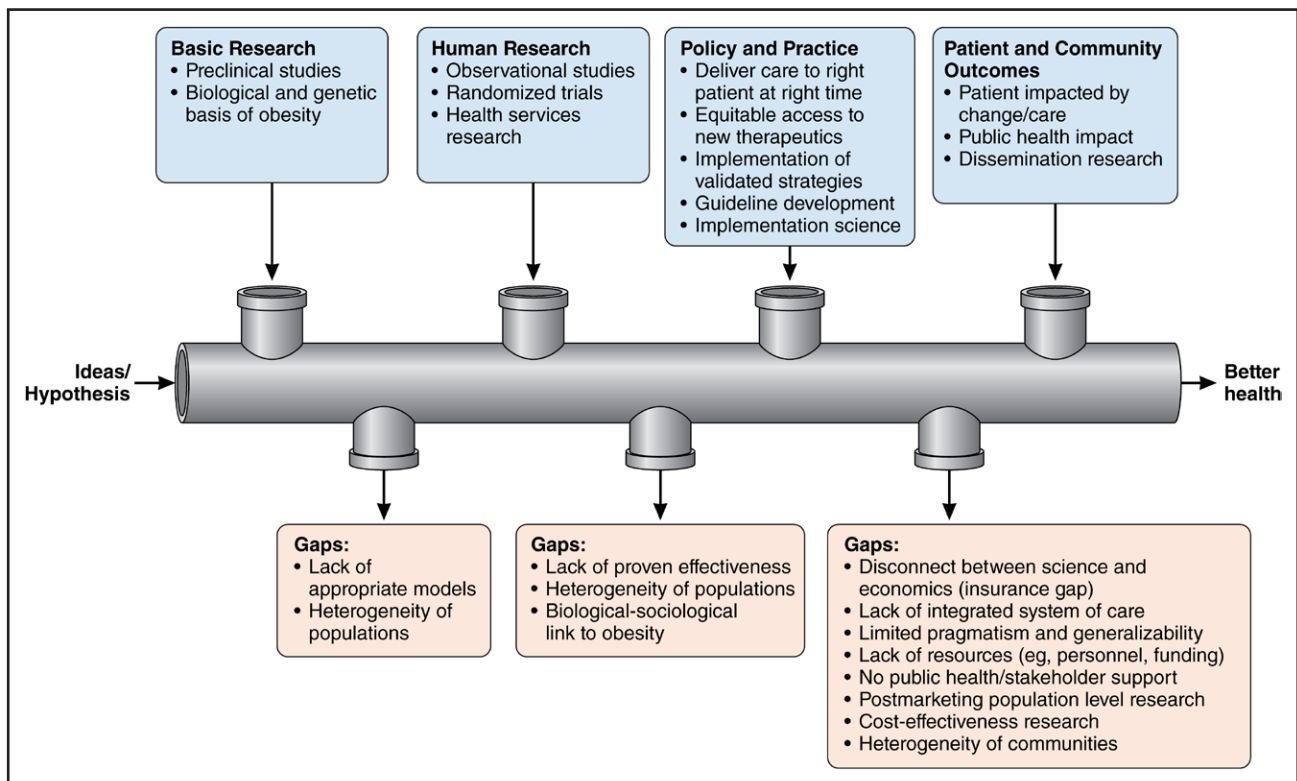 Basic Research
• Preclinical studies
• Biological and genetic
basis of obesity
Human Research
• Observational studies
• Randomized trials
• Health services
research
Policy and Practice
• Deliver care to right
patient at right time
• Equitable access to
new therapeutics
• Implementation of
validated strategies
• Guideline development
• Implementation science
Patient and Community
Outcomes
• Patient impacted by
change/care
• Public health impact
• Dissemination research
Ideas/
Hypothesis
Better
health
Gaps:
• Lack of
appropriate models
• Heterogeneity of
populations
Gaps:
• Lack of proven effectiveness
• Heterogeneity of populations
• Biological-sociological
link to obesity
Gaps:
• Disconnect between science and
economics (insurance gap)
• Lack of integrated system of care
• Limited pragmatism and generalizability
• Lack of resources (eg, personnel, funding)
• No public health/stakeholder support
• Postmarketing population level research
• Cost-effectiveness research
• Heterogeneity of communities